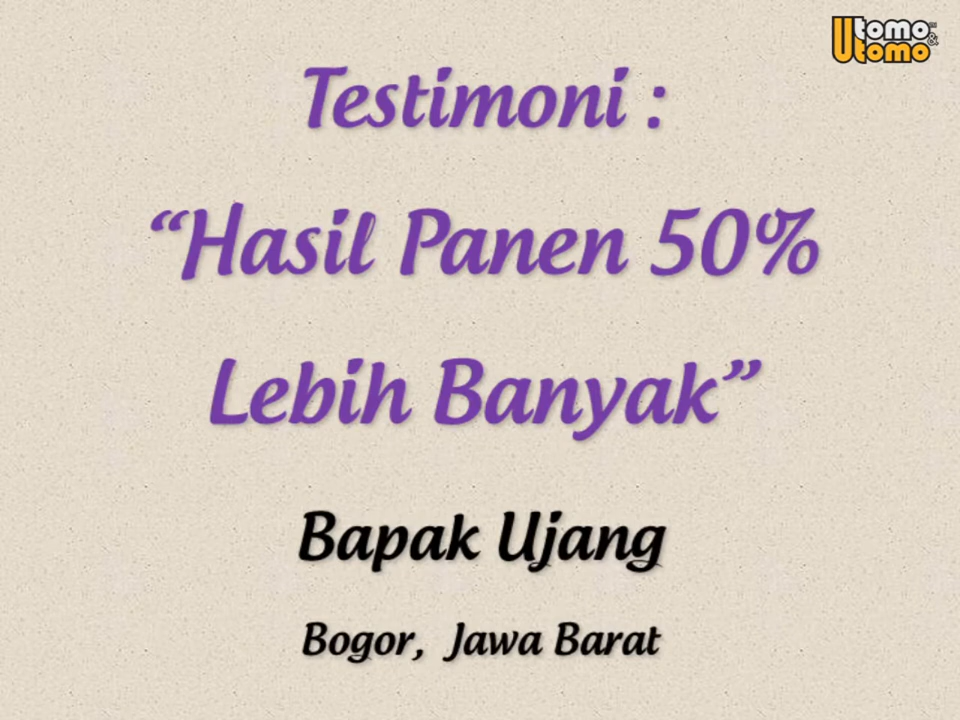 Utomo
&
Utomo
Testimoni :
“Hasil Panen 50%
Lebih Banyak”
Bapak Ujang
Bogor, Jawa Barat